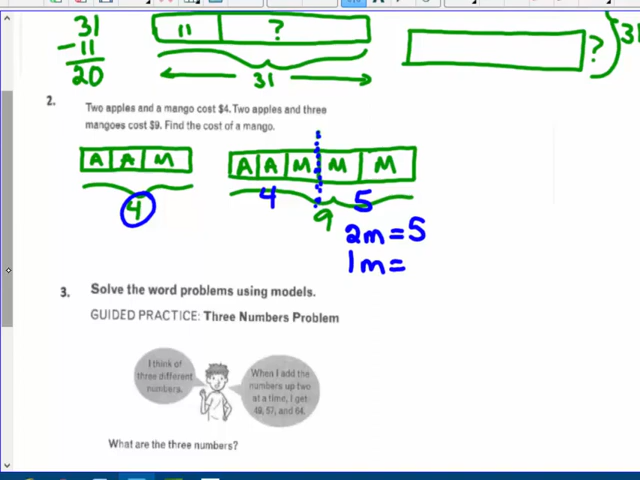 31
11 ?
-11
20
31
?
31
2.
Two apples and a mango cost $4. Two apples and three
mangoes cost $9. Find the cost of a mango.
A A M
A A M M M
4
4 5
9
2m = 5
1m =
3. Solve the word problems using models.
GUIDED PRACTICE: Three Numbers Problem
I think of
three different
numbers.
When I add the
numbers up two
at a time, I get
49, 57, and 64.
What are the three numbers?